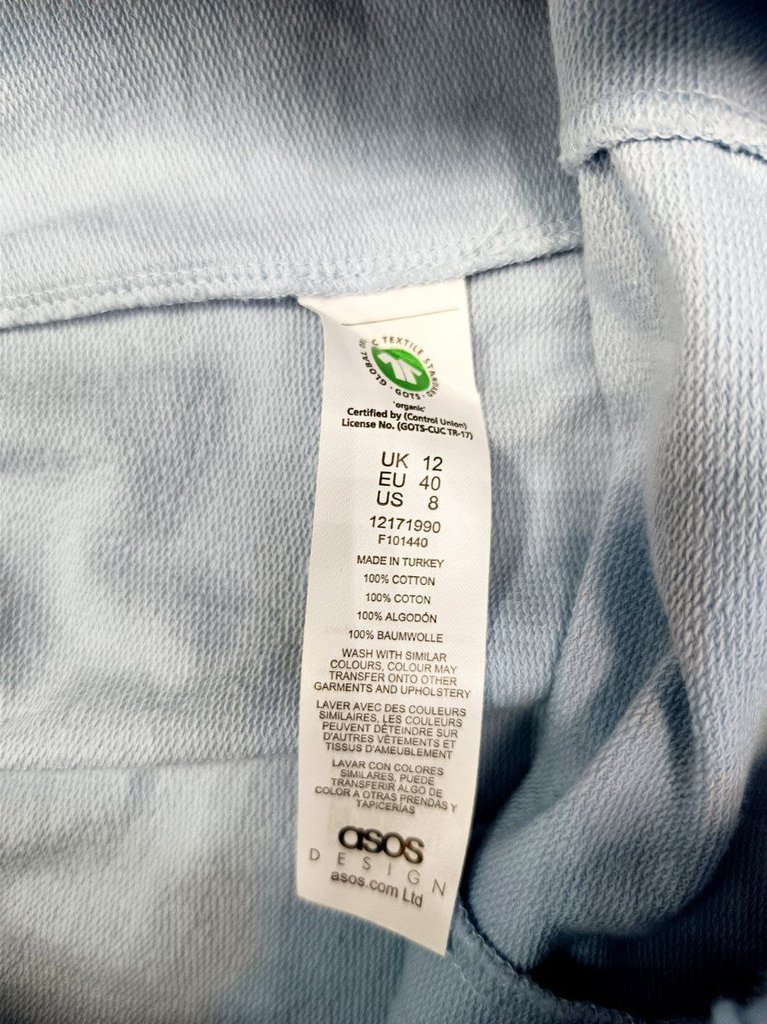 GLOBAL ORGANIC TEXTILE STANDARD · GOTS ·
'organic'
Certified by (Control Union)
License No. (GOTS-CUC TR-17)
UK 12
EU 40
US 8
12171990
F101440
MADE IN TURKEY
100% COTTON
100% COTON
100% ALGODÓN
100% BAUMWOLLE
WASH WITH SIMILAR
COLOURS, COLOUR MAY
TRANSFER ONTO OTHER
GARMENTS AND UPHOLSTERY
LAVER AVEC DES COULEURS
SIMILAIRES, LES COULEURS
PEUVENT DÉTEINDRE SUR
D'AUTRES VÊTEMENTS ET
TISSUS D'AMEUBLEMENT
LAVAR CON COLORES
SIMILARES, PUEDE
TRANSFERIR ALGO DE
COLOR A OTRAS PRENDAS Y
TAPICERÍAS
asos
DESIGN
asos.com Ltd